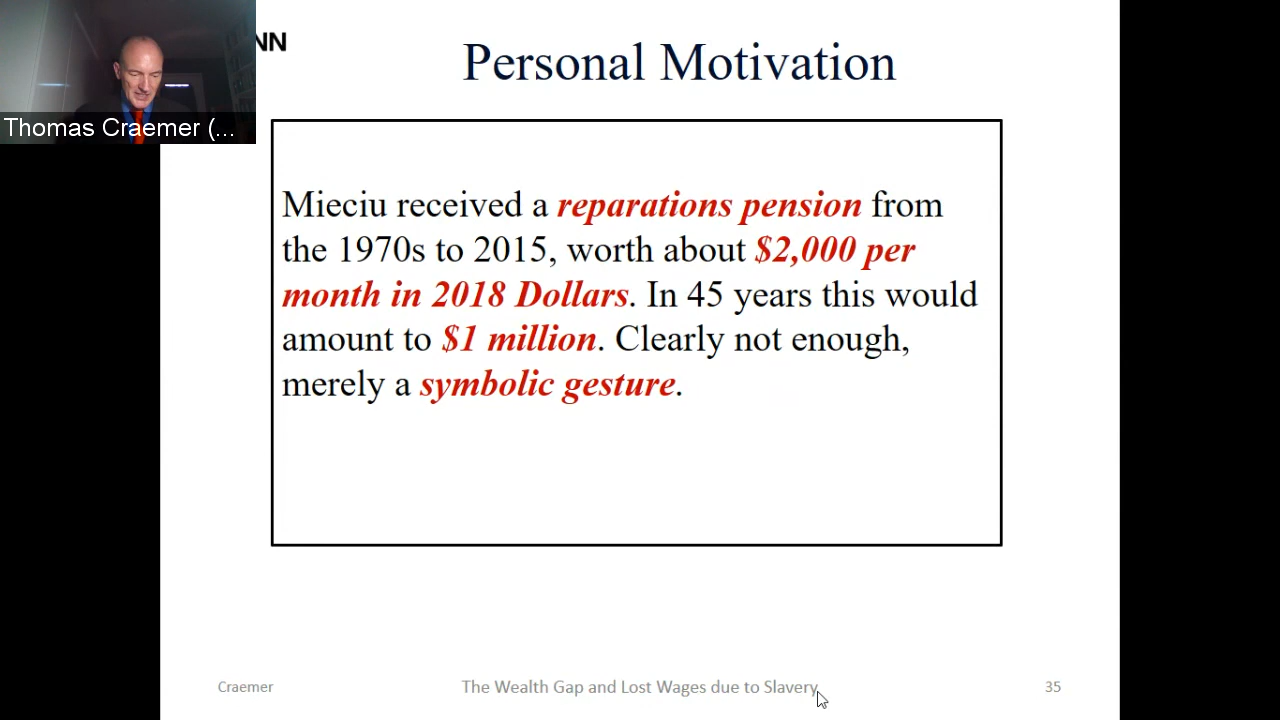 NN
Personal Motivation
Thomas Craemer (...
Mieciu received a reparations pension from
the 1970s to 2015, worth about $2,000 per
month in 2018 Dollars. In 45 years this would
amount to $1 million. Clearly not enough,
merely a symbolic gesture.
Craemer
The Wealth Gap and Lost Wages due to Slavery
35